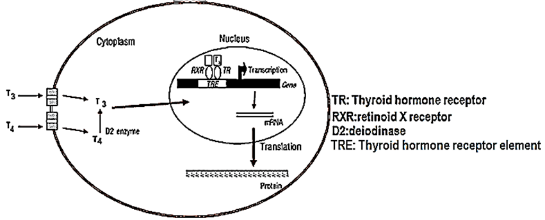 Cytoplasm
Nucleus
RXR
TR
Transcription
TRE
Gene
T3
T3
T4
T4
D2 enzyme
mRNA
Translation
Protein
TR: Thyroid hormone receptor
RXR:retinoid X receptor
D2:deiodinase
TRE: Thyroid hormone receptor element